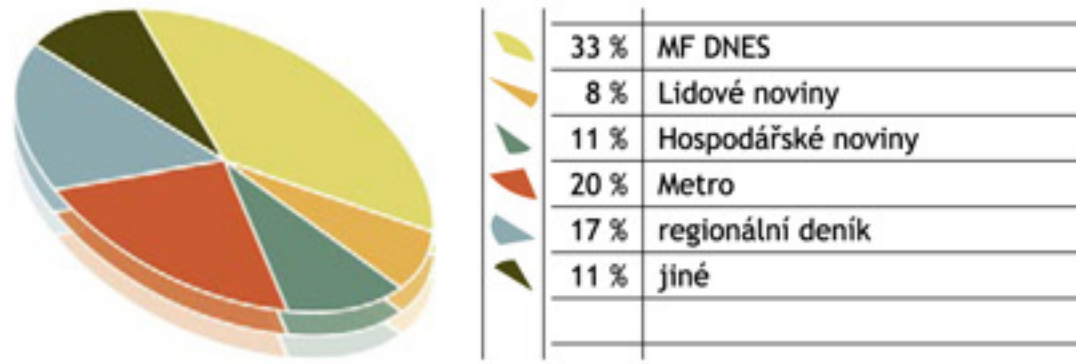 33 % MF DNES
8 % Lidové noviny
11 % Hospodářské noviny
20 % Metro
17 % regionální deník
11 % jiné